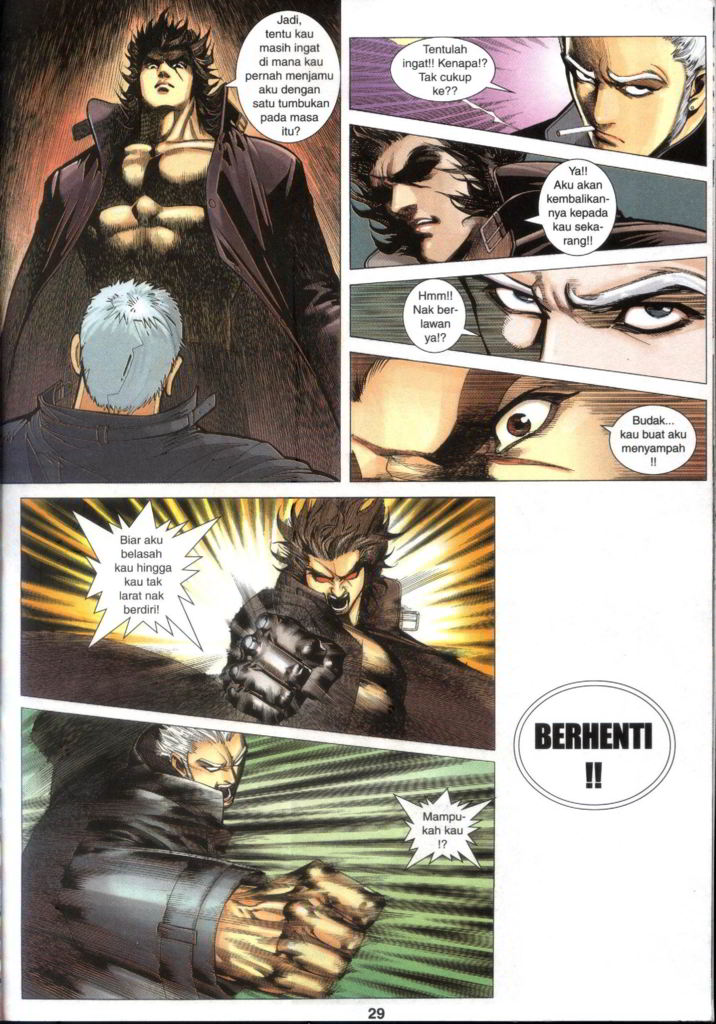 Jadi,
tentu kau
masih ingat
di mana kau
pernah menjamu
aku dengan
satu tumbukan
pada masa
itu?
Tentulah
ingat!! Kenapa!?
Tak cukup
ke??
Ya!!
Aku akan
kembalikan-
nya kepada
kau seka-
rang!!
Hmm!!
Nak ber-
lawan
ya!?
Budak...
kau buat aku
menyampah
!!
Biar aku
belasah
kau hingga
kau tak
larat nak
berdiri!
BERHENTI
!!
Mampu-
kah kau
!?
29